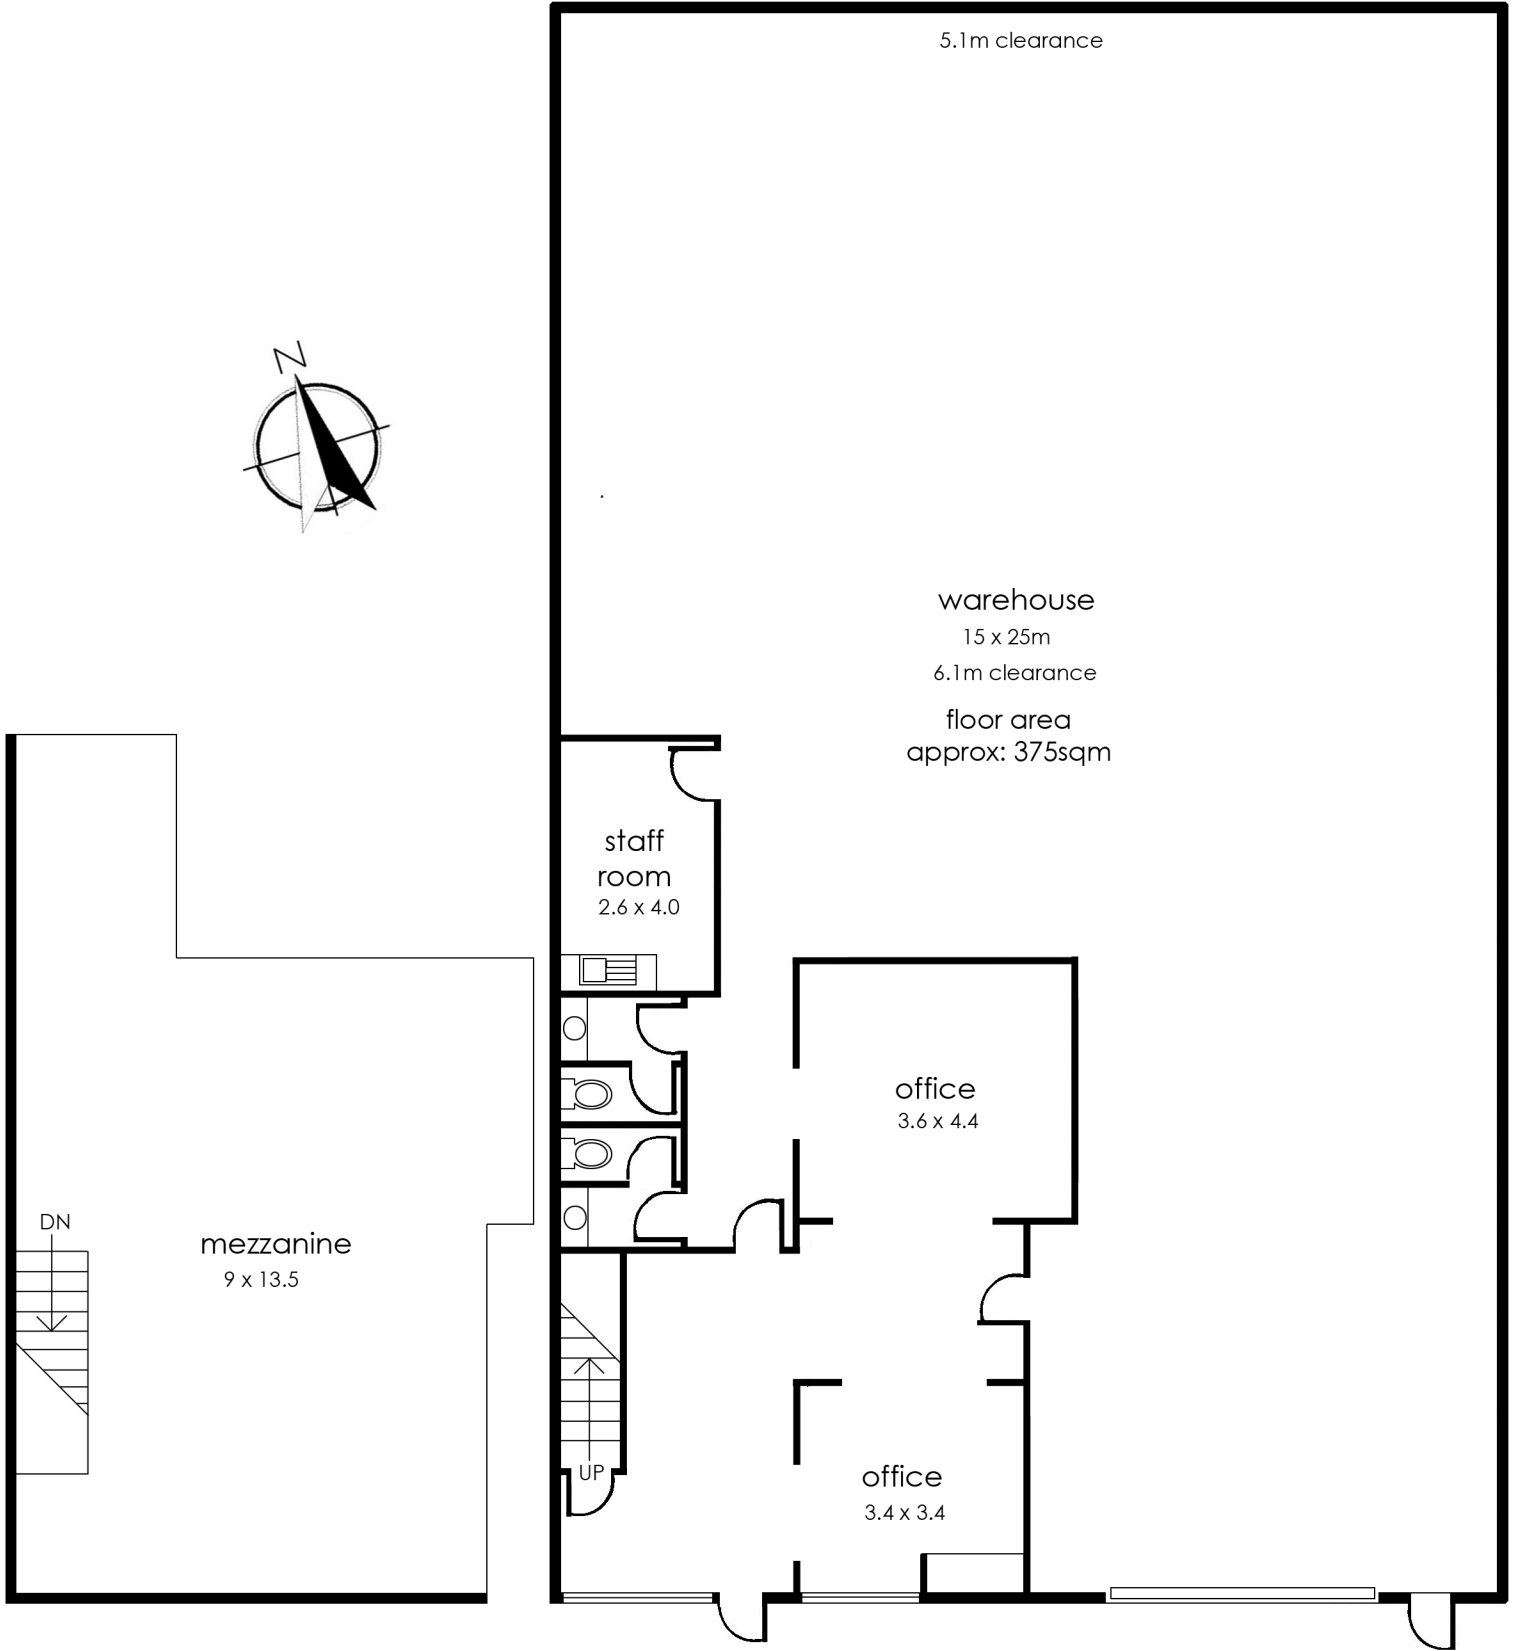 5.1m clearance
N
warehouse
15 x 25m
6.1m clearance
floor area
approx: 375sqm
staff
room
2.6 x 4.0
office
3.6 x 4.4
DN
mezzanine
9 x 13.5
UP
office
3.4 x 3.4